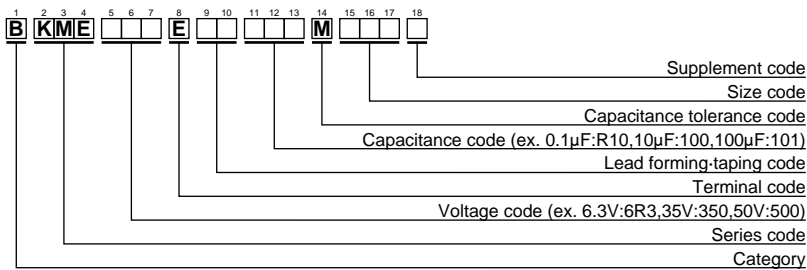 1 2 3 4 5 6 7 8 9 10 11 12 13 14 15 16 17 18
B KME E M
Supplement code
Size code
Capacitance tolerance code
Capacitance code (ex. 0.1µF:R10,10µF:100,100µF:101)
Lead forming·taping code
Terminal code
Voltage code (ex. 6.3V:6R3,35V:350,50V:500)
Series code
Category